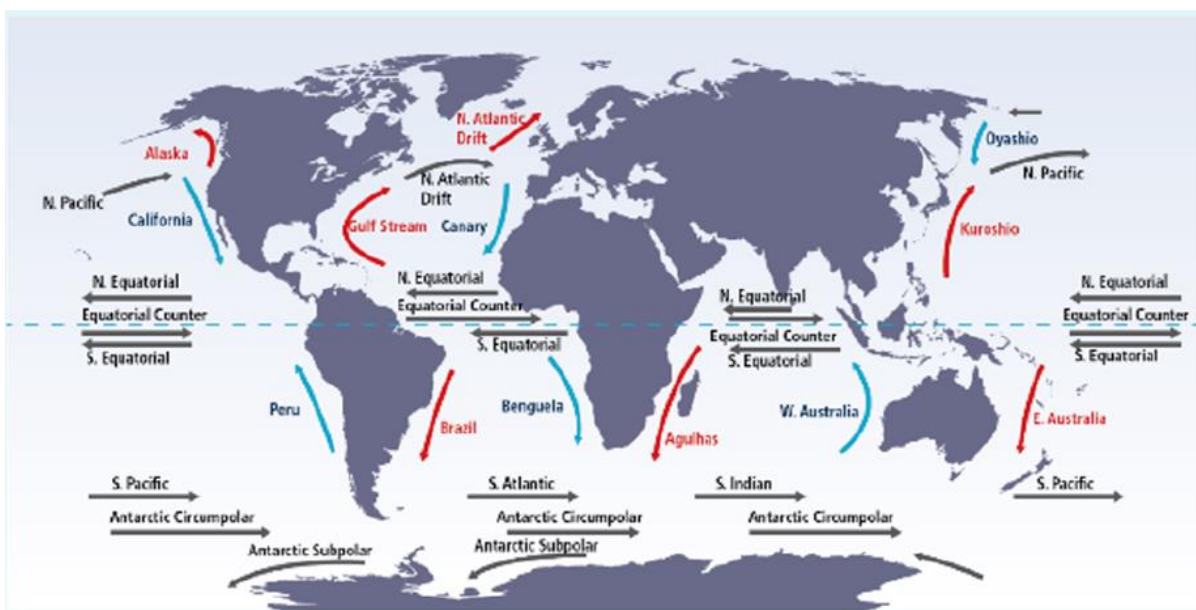 N. Atlantic
Drift
Oyashio
Alaska
N. Pacific
N. Atlantic
Drift
N. Pacific
California
Gulf Stream
Canary
Kuroshio
N. Equatorial
N. Equatorial
N. Equatorial
N. Equatorial
Equatorial Counter
Equatorial Counter
Equatorial Counter
Equatorial Counter
S. Equatorial
S. Equatorial
S. Equatorial
S. Equatorial
Peru
Brazil
Benguela
Agulhas
W. Australia
E. Australia
S. Pacific
S. Atlantic
S. Indian
S. Pacific
Antarctic Circumpolar
Antarctic Circumpolar
Antarctic Circumpolar
Antarctic Subpolar
Antarctic Subpolar